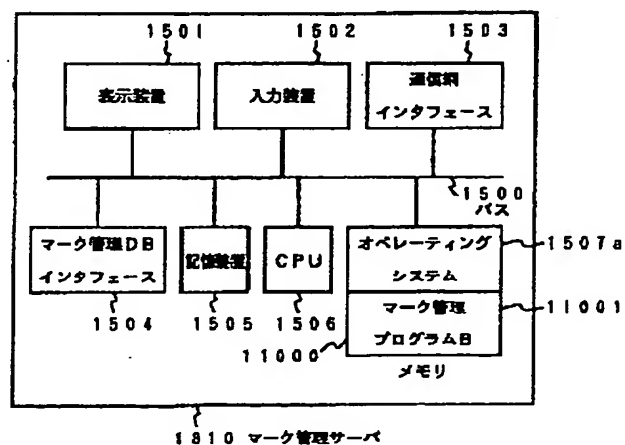 1501
1502
1503
表示装置
入力装置
通信網
インタフェース
1500
バス
マーク管理DB
インタフェース
記憶装置
CPU
オペレーティング
システム
1507a
マーク管理
プログラムB
11001
1504
1505
1506
11000
メモリ
1310 マーク管理サーバ